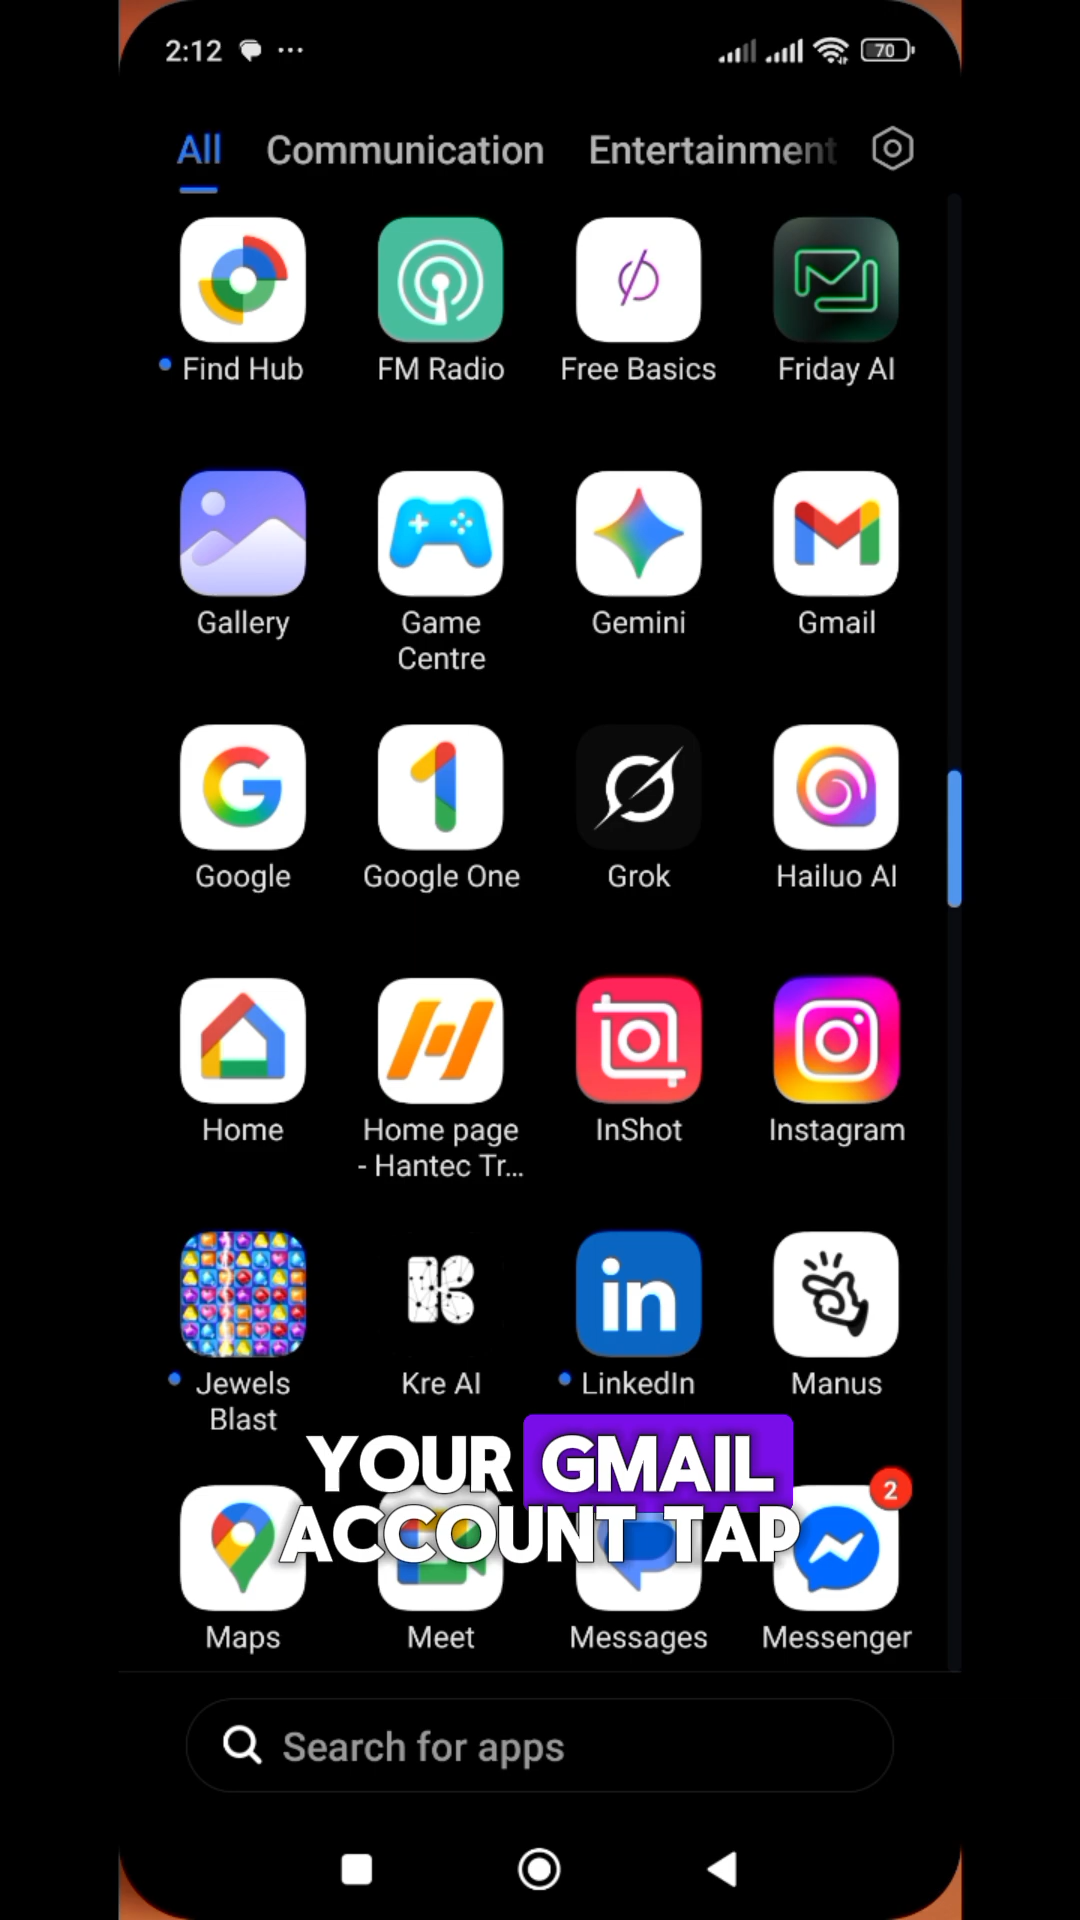 2:12
70
All Communication Entertainment
Find Hub FM Radio Free Basics Friday AI
Gallery Game Centre Gemini Gmail
Google Google One Grok Hailuo AI
Home Home page - Hantec Tr... InShot Instagram
Jewels Blast Kre AI LinkedIn Manus
YOUR GMAIL
ACCOUNT TAP
2
Maps Meet Messages Messenger
Search for apps